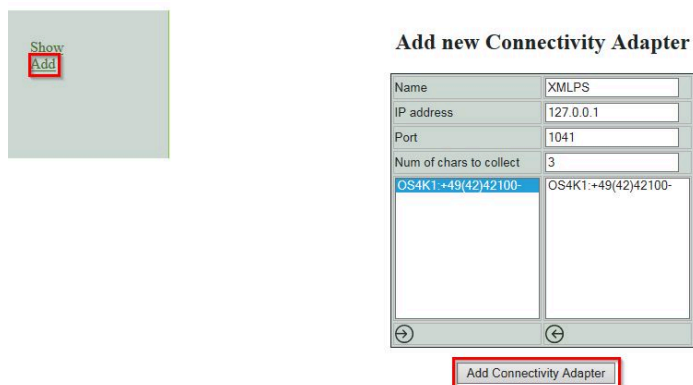 Show
Add
Add new Connectivity Adapter
Name XMLPS
IP address 127.0.0.1
Port 1041
Num of chars to collect 3
OS4K1:+49(42)42100- OS4K1:+49(42)42100-
Add Connectivity Adapter